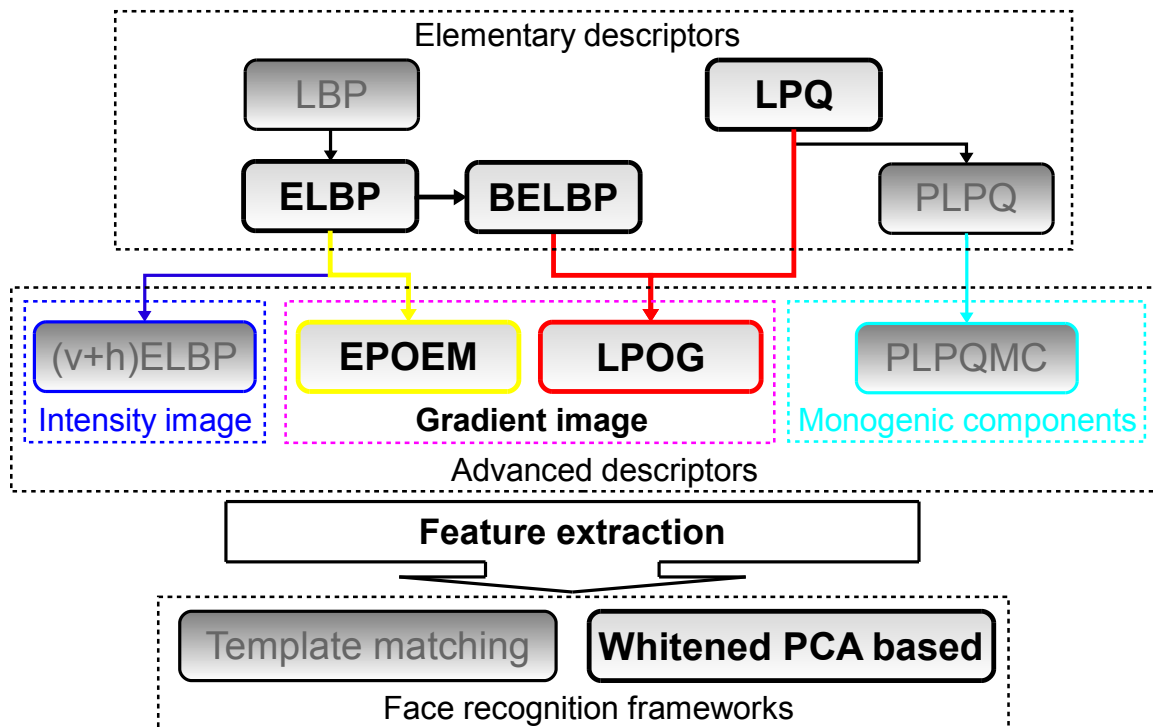 Elementary descriptors
LBP
LPQ
ELBP
BELBP
PLPQ
(v+h)ELBP
EPOEM
LPOG
PLPQMC
Intensity image
Gradient image
Monogenic components
Advanced descriptors
Feature extraction
Template matching
Whitened PCA based
Face recognition frameworks